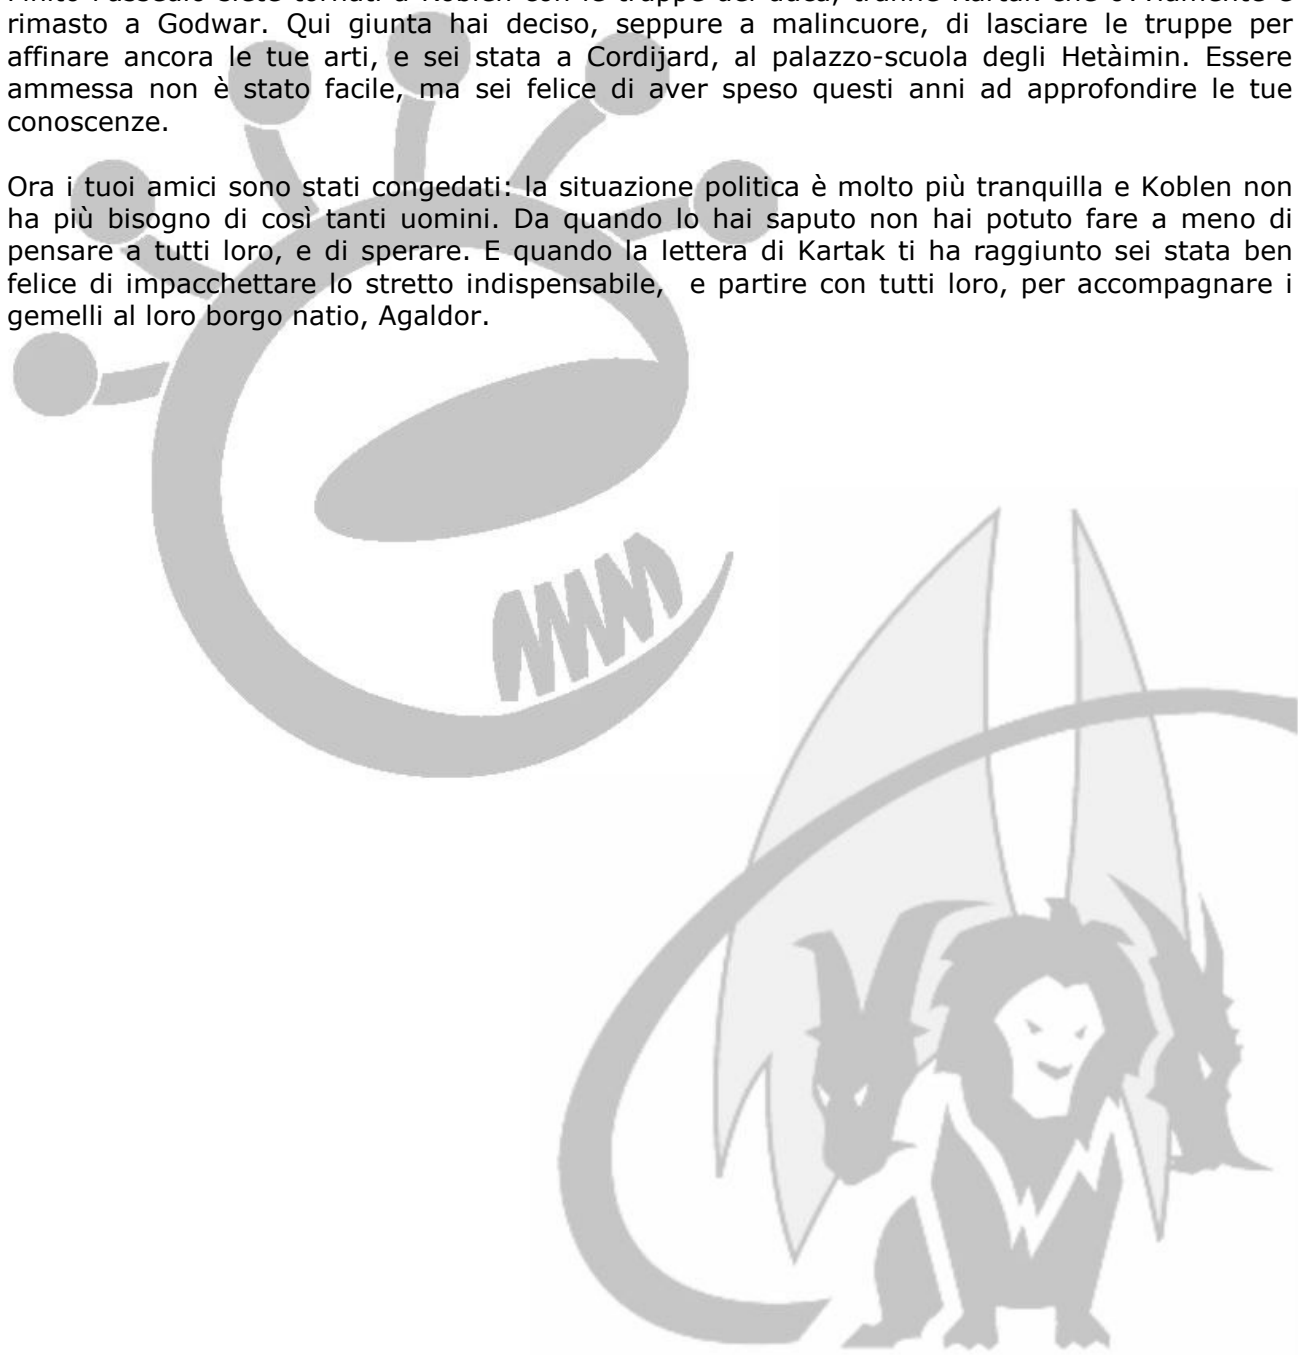 rimasto a Godwar. Qui giunta hai deciso, seppure a malincuore, di lasciare le truppe per
affinare ancora le tue arti, e sei stata a Cordijard, al palazzo-scuola degli Hetàimin. Essere
ammessa non è stato facile, ma sei felice di aver speso questi anni ad approfondire le tue
conoscenze.
Ora i tuoi amici sono stati congedati: la situazione politica è molto più tranquilla e Koblen non
ha più bisogno di così tanti uomini. Da quando lo hai saputo non hai potuto fare a meno di
pensare a tutti loro, e di sperare. E quando la lettera di Kartak ti ha raggiunto sei stata ben
felice di impacchettare lo stretto indispensabile, e partire con tutti loro, per accompagnare i
gemelli al loro borgo natio, Agaldor.